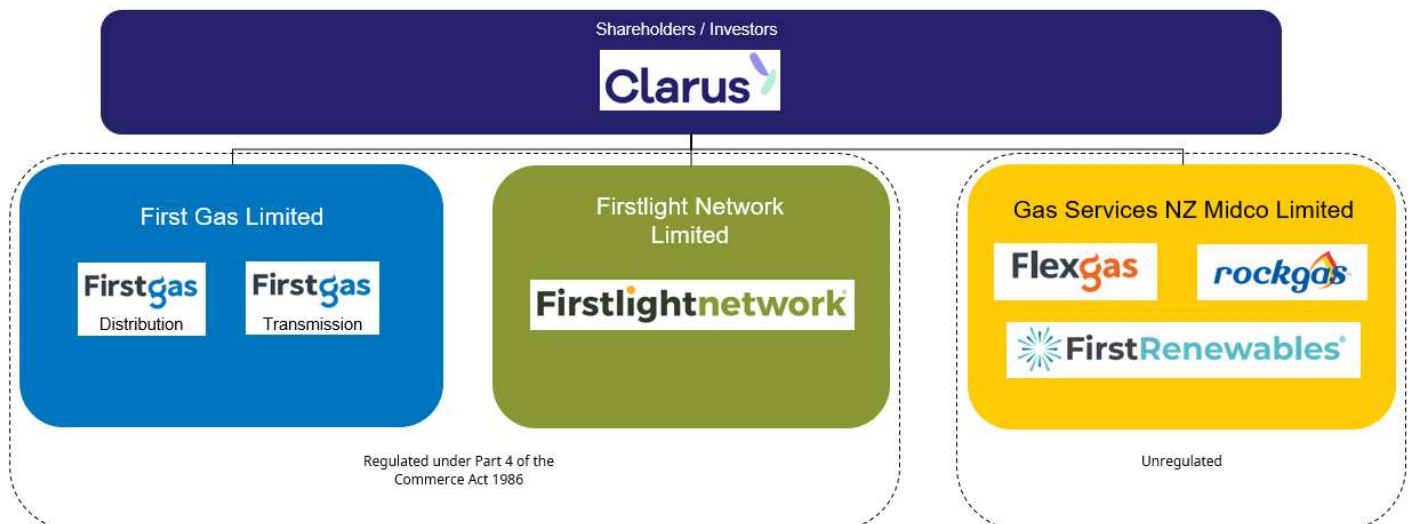 Shareholders / Investors
Clarus
First Gas Limited
Firstgas
Distribution
Firstgas
Transmission
Firstlight Network
Limited
Firstlightnetwork
Gas Services NZ Midco Limited
Flexgas
rockgas
FirstRenewables
Regulated under Part 4 of the
Commerce Act 1986
Unregulated